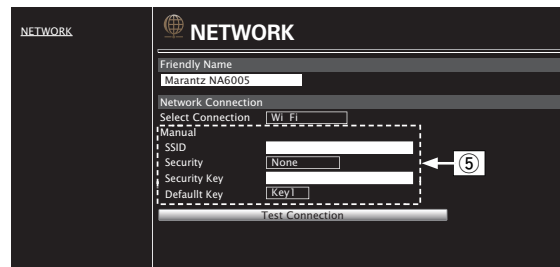 NETWORK
NETWORK
Friendly Name
Marantz NA6005
Network Connection
Select Connection Wi Fi
Manual
SSID
Security None
⑤
Security Key
Defaullt Key Key1
Test Connection